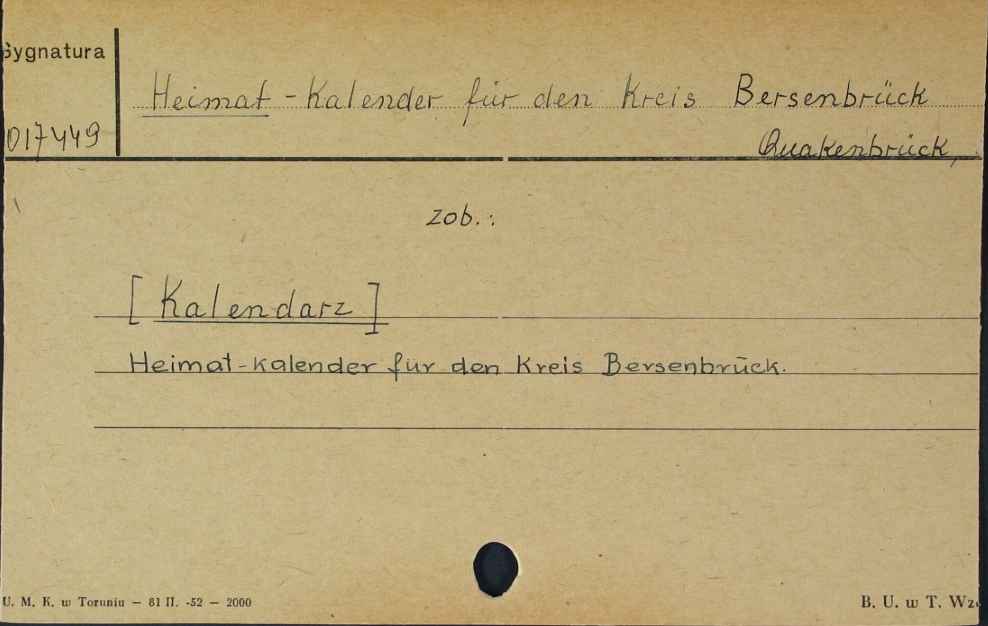 Sygnatura
Heimat-Kalender für den Kreis Bersenbrück
017449
Quakenbrück,
zob.:
[Kalendarz]
Heimat-kalender für den Kreis Bersenbrück.
U. M. K. w Toruniu — 81 II. -52 — 2000
B. U. w T. Wz